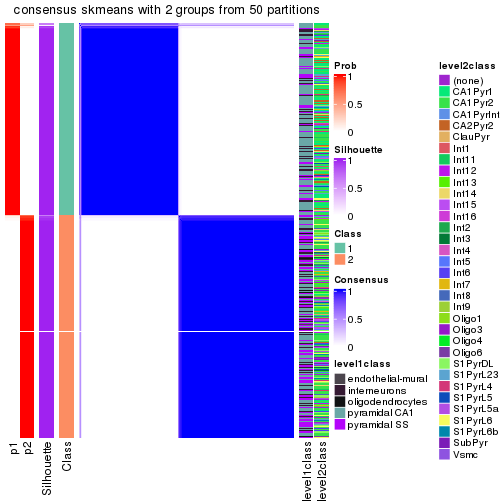 consensus skmeans with 2 groups from 50 partitions
p1
p2
Silhouette
Class
level1class
level2class
Prob
1
0.5
0
Silhouette
1
0.5
0
Class
1
2
Consensus
1
0.5
0
level1class
endothelial-mural
interneurons
oligodendrocytes
pyramidal CA1
pyramidal SS
level2class
(none)
CA1Pyr1
CA1Pyr2
CA1PyrInt
CA2Pyr2
ClauPyr
Int1
Int11
Int12
Int13
Int14
Int15
Int16
Int2
Int3
Int4
Int5
Int6
Int7
Int8
Int9
Oligo1
Oligo3
Oligo4
Oligo6
S1PyrDL
S1PyrL23
S1PyrL4
S1PyrL5
S1PyrL5a
S1PyrL6
S1PyrL6b
SubPyr
Vsmc